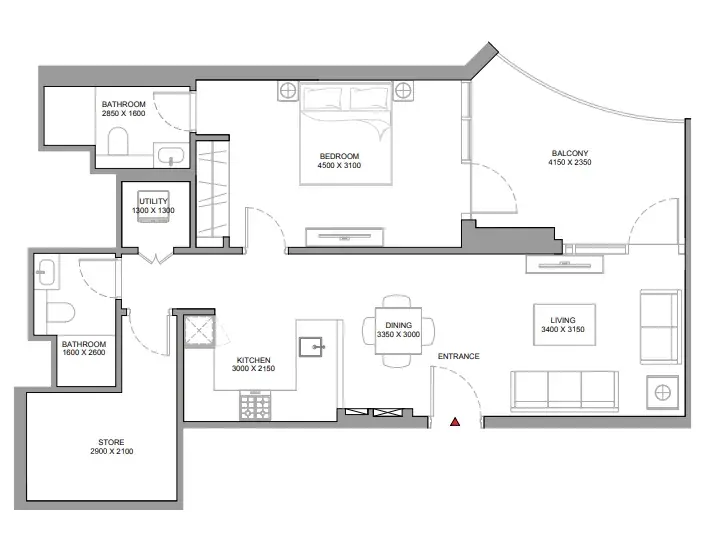 BATHROOM
2850 X 1600
BEDROOM
4500 X 3100
BALCONY
4150 X 2350
UTILITY
1300 X 1300
BATHROOM
1600 X 2600
KITCHEN
3000 X 2150
DINING
3350 X 3000
LIVING
3400 X 3150
ENTRANCE
STORE
2900 X 2100